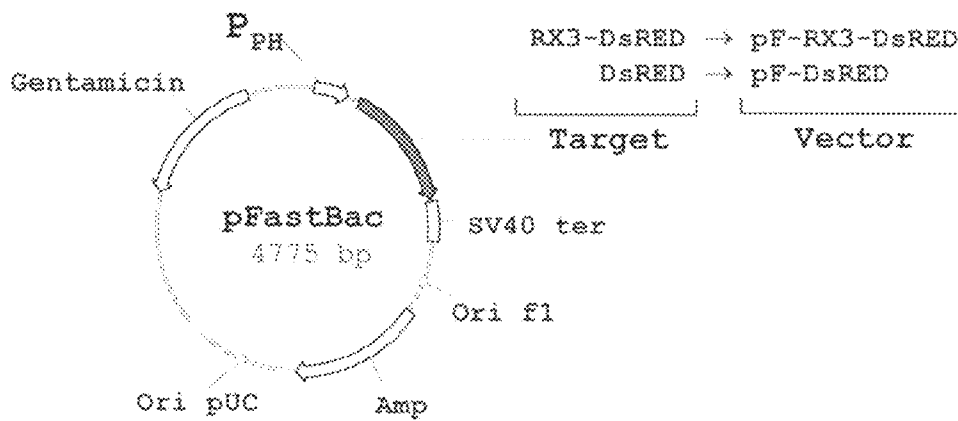 P PH
RX3-DsRED → pF-RX3-DsRED
DsRED → pF-DsRED
Gentamicin
Target
Vector
pFastBac
4775 bp
SV40 ter
Ori f1
Ori pUC
Amp